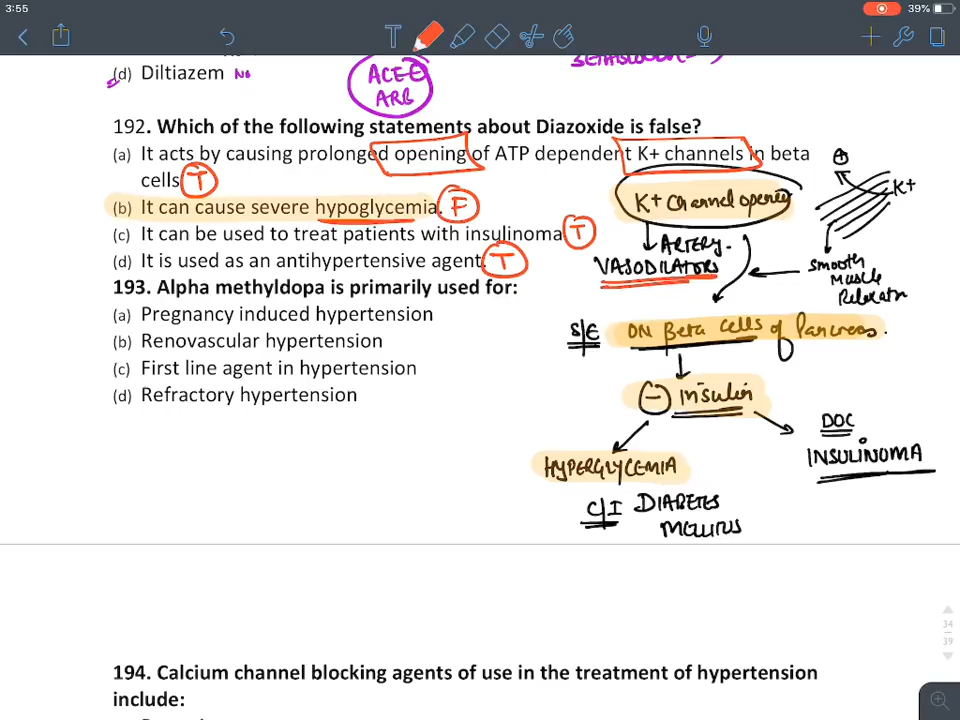 3:55
39%
T
(d) Diltiazem No
ACE
ARB
192. Which of the following statements about Diazoxide is false?
(a) It acts by causing prolonged opening of ATP dependent K+ channels in beta
cells T
(b) It can cause severe hypoglycemia. F
(c) It can be used to treat patients with insulinoma T
(d) It is used as an antihypertensive agent. T
K+ channel opener
ARTERY
VASODILATORS
K+
Smooth
Muscle
Relaxatn
S/E ON Beta cells of Pancreas.
− insulin
DOC
INSULINOMA
HYPERGLYCEMIA
C/I DIABETES
MELLITUS
193. Alpha methyldopa is primarily used for:
(a) Pregnancy induced hypertension
(b) Renovascular hypertension
(c) First line agent in hypertension
(d) Refractory hypertension
34
39
194. Calcium channel blocking agents of use in the treatment of hypertension
include: